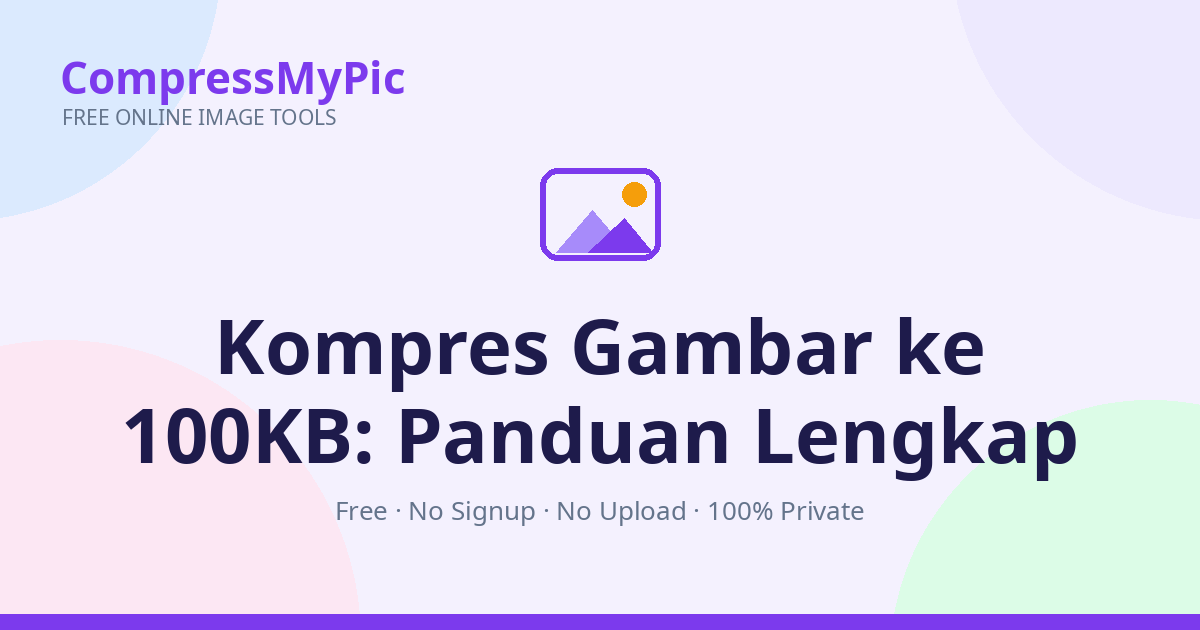 CompressMyPic
FREE ONLINE IMAGE TOOLS
Kompres Gambar ke
100KB: Panduan Lengkap
Free · No Signup · No Upload · 100% Private